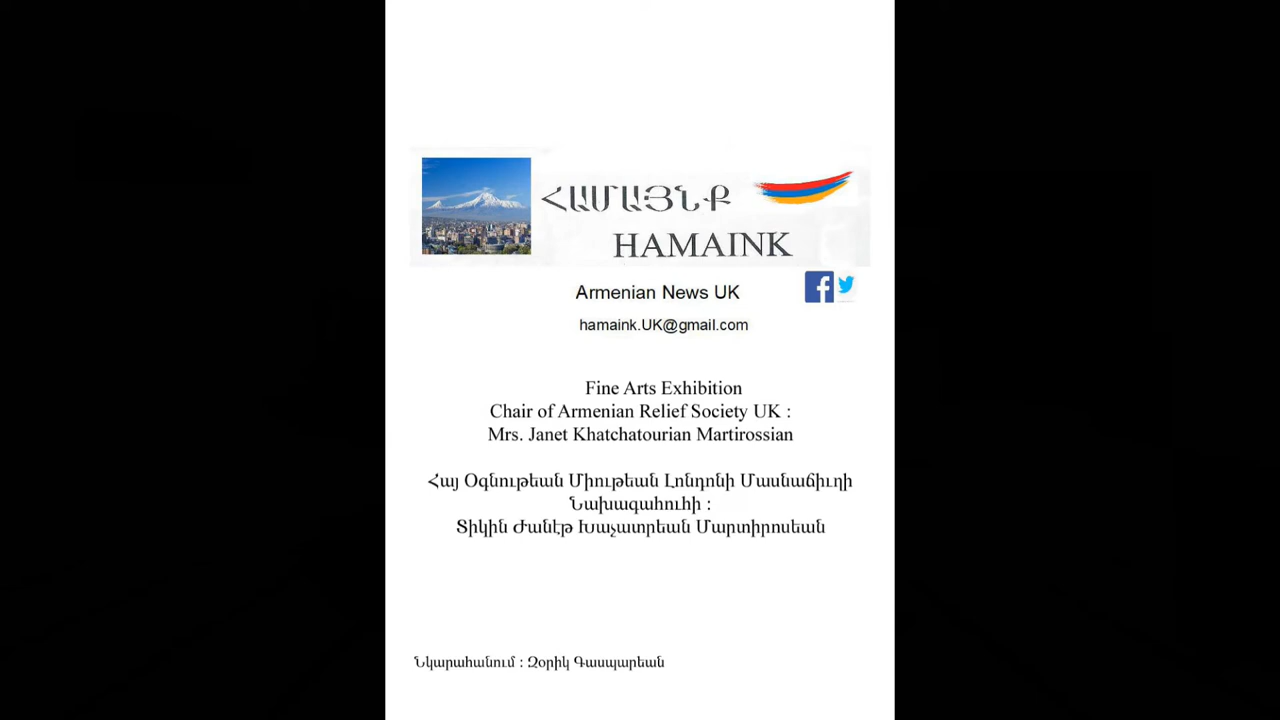 ՀԱՄԱՅՆՔ
HAMAINK
Armenian News UK
hamaink.UK@gmail.com
Fine Arts Exhibition
Chair of Armenian Relief Society UK :
Mrs. Janet Khatchatourian Martirossian
Հայ Օգնութեան Միութեան Լոնդոնի Մասնաճիւղի
Նախագահուհի :
Տիկին Ժանէթ Խաչատրեան Մարտիրոսեան
Նկարահանում : Զօրիկ Գասպարեան